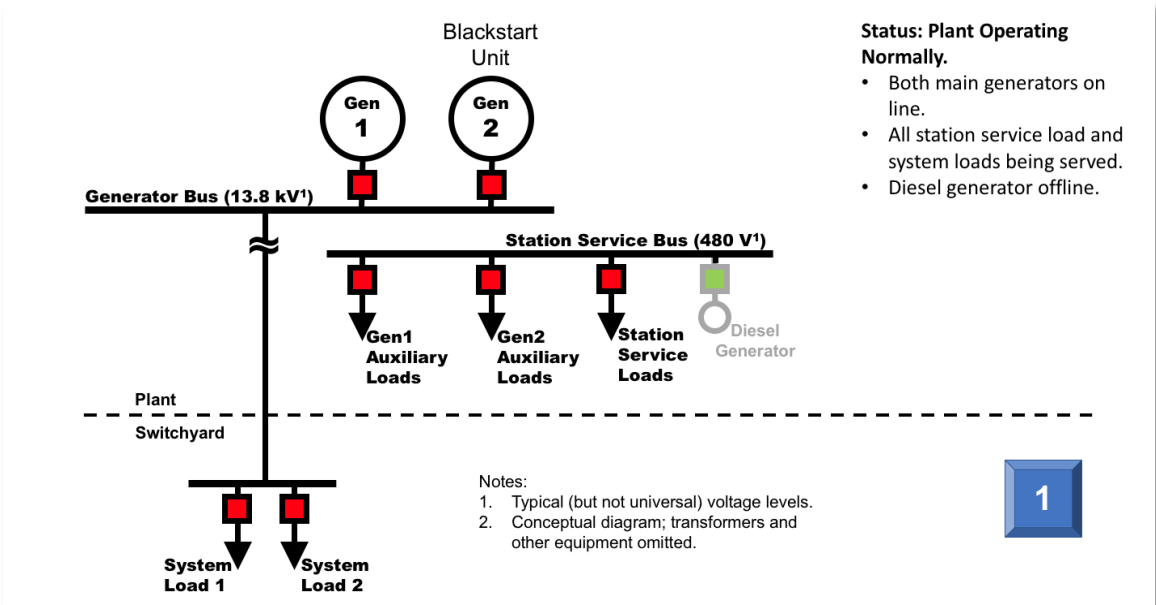 Blackstart
Unit
Gen
1
Gen
2
Status: Plant Operating
Normally.
• Both main generators on
line.
• All station service load and
system loads being served.
• Diesel generator offline.
Generator Bus (13.8 kV¹)
Station Service Bus (480 V¹)
Gen1
Auxiliary
Loads
Gen2
Auxiliary
Loads
Station
Service
Loads
Diesel
Generator
Plant
Switchyard
System
Load 1
System
Load 2
Notes:
1. Typical (but not universal) voltage levels.
2. Conceptual diagram; transformers and
other equipment omitted.
1